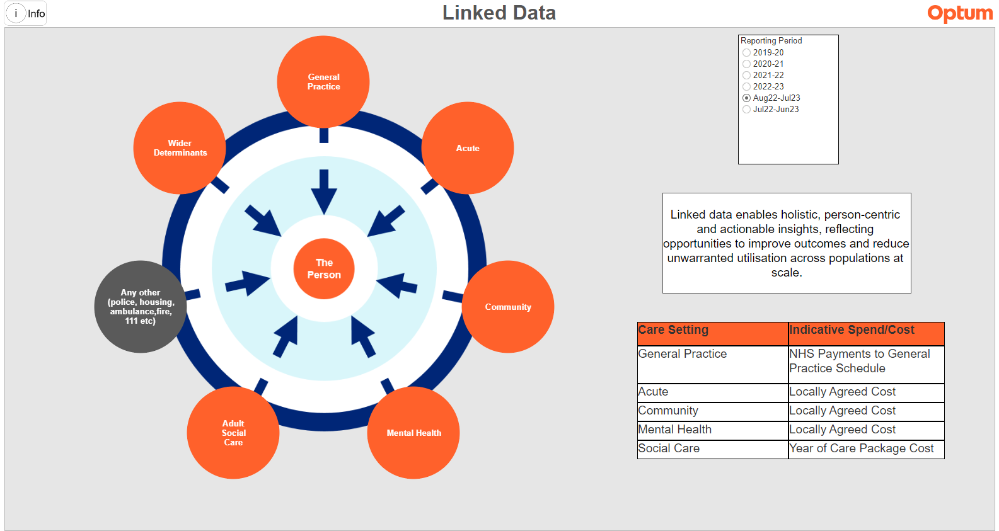 i Info
Linked Data
Optum
General
Practice
Wider
Determinants
Acute
The
Person
Any other
(police, housing,
ambulance,fire,
111 etc)
Community
Adult
Social
Care
Mental Health
Reporting Period
2019-20
2020-21
2021-22
2022-23
Aug22-Jul23
Jul22-Jun23
Linked data enables holistic, person-centric
and actionable insights, reflecting
opportunities to improve outcomes and reduce
unwarranted utilisation across populations at
scale.
Care Setting Indicative Spend/Cost
General Practice NHS Payments to General
Practice Schedule
Acute Locally Agreed Cost
Community Locally Agreed Cost
Mental Health Locally Agreed Cost
Social Care Year of Care Package Cost